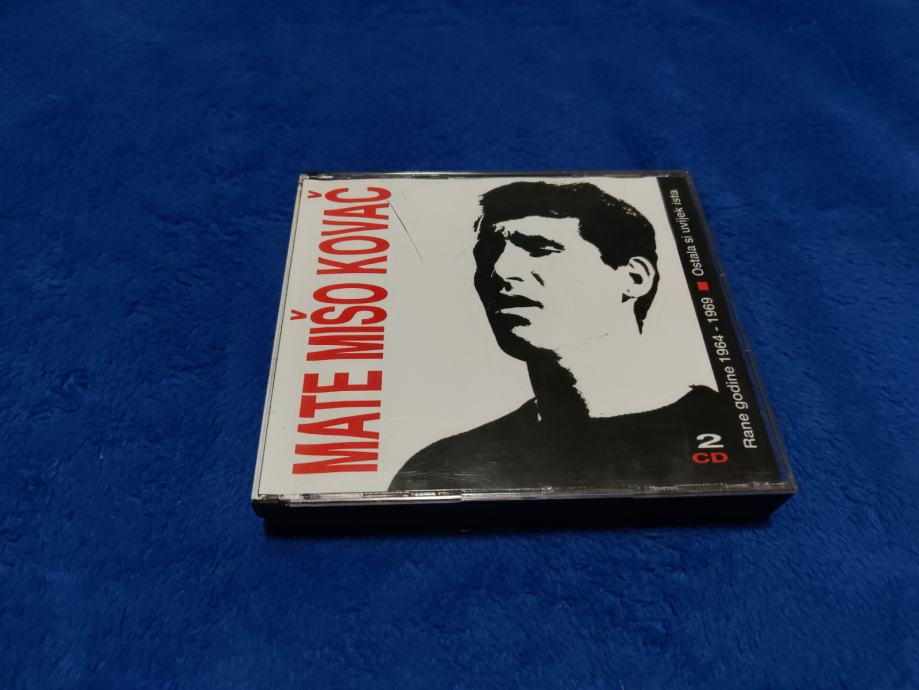 MATE MIŠO KOVAČ
2
CD
Rane godine 1964 - 1969 ■ Ostala si uvijek ista